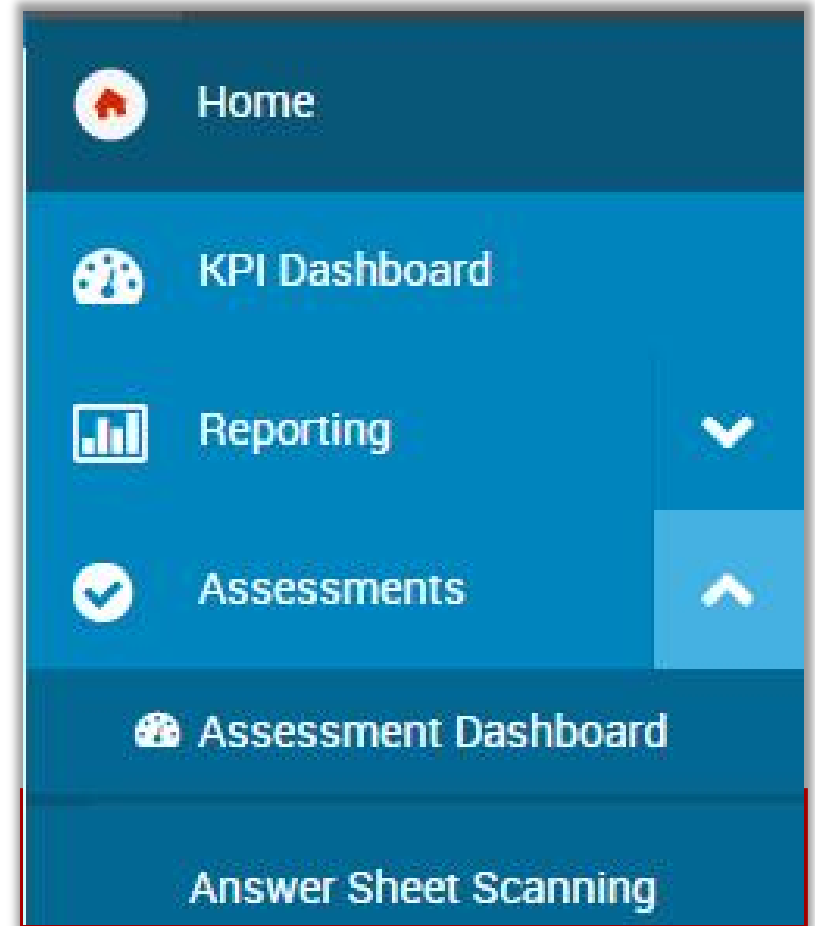 Home
KPI Dashboard
Reporting
Assessments
Assessment Dashboard
Answer Sheet Scanning